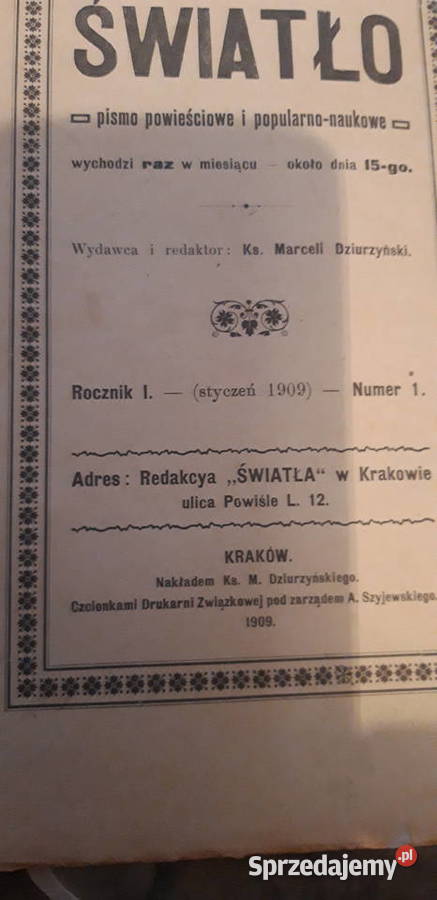 ŚWIATŁO
pismo powieściowe i popularno-naukowe
wychodzi raz w miesiącu — około dnia 15-go.
Wydawca i redaktor: Ks. Marceli Dziurzyński.
Rocznik I. — (styczeń 1909) — Numer 1.
Adres: Redakcya „ŚWIATŁA“ w Krakowie
ulica Powiśle L. 12.
KRAKÓW.
Nakładem Ks. M. Dziurzyńskiego.
Czcionkami Drukarni Związkowej pod zarządem A. Szyjewskiego.
1909.
Sprzedajemy.pl